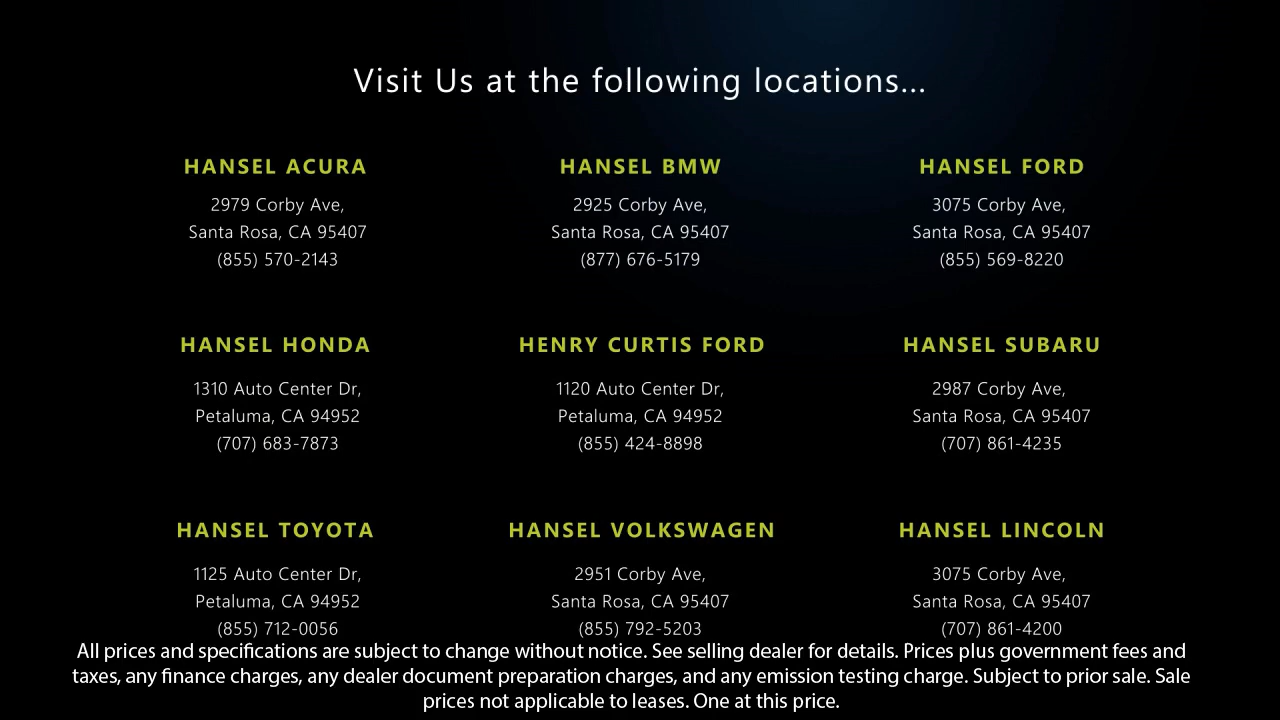 Visit Us at the following locations...
HANSEL ACURA
2979 Corby Ave,
Santa Rosa, CA 95407
(855) 570-2143
HANSEL BMW
2925 Corby Ave,
Santa Rosa, CA 95407
(877) 676-5179
HANSEL FORD
3075 Corby Ave,
Santa Rosa, CA 95407
(855) 569-8220
HANSEL HONDA
1310 Auto Center Dr,
Petaluma, CA 94952
(707) 683-7873
HENRY CURTIS FORD
1120 Auto Center Dr,
Petaluma, CA 94952
(855) 424-8898
HANSEL SUBARU
2987 Corby Ave,
Santa Rosa, CA 95407
(707) 861-4235
HANSEL TOYOTA
1125 Auto Center Dr,
Petaluma, CA 94952
(855) 712-0056
HANSEL VOLKSWAGEN
2951 Corby Ave,
Santa Rosa, CA 95407
(855) 792-5203
HANSEL LINCOLN
3075 Corby Ave,
Santa Rosa, CA 95407
(707) 861-4200
All prices and specifications are subject to change without notice. See selling dealer for details. Prices plus government fees and
taxes, any finance charges, any dealer document preparation charges, and any emission testing charge. Subject to prior sale. Sale
prices not applicable to leases. One at this price.